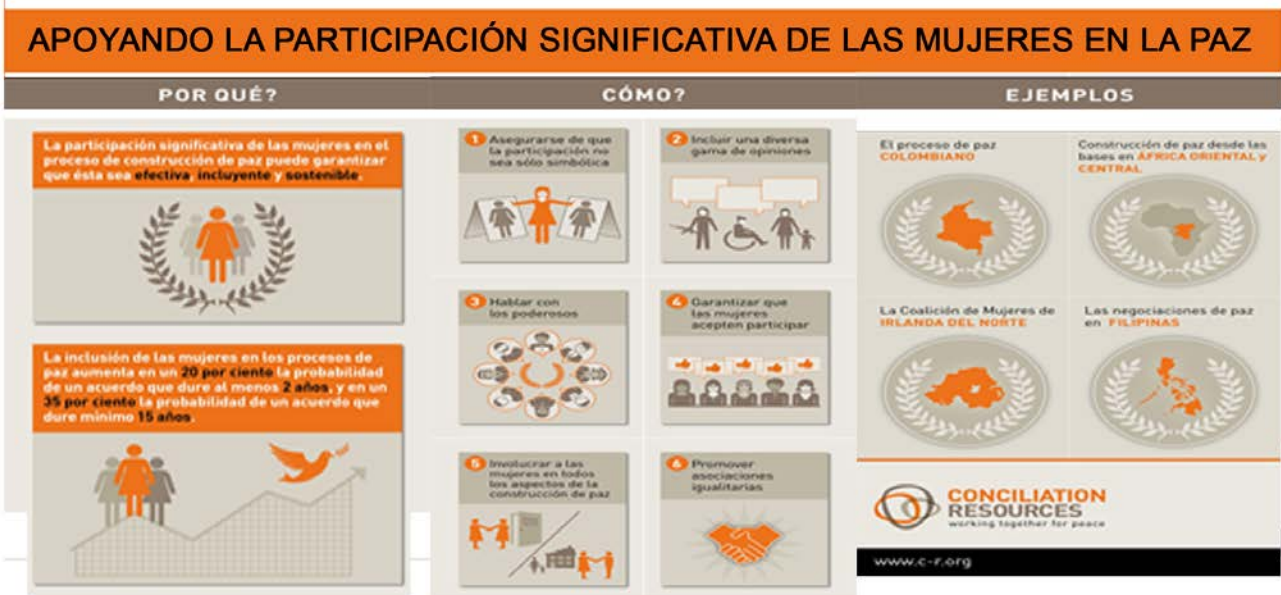 APOYANDO LA PARTICIPACIÓN SIGNIFICATIVA DE LAS MUJERES EN LA PAZ
POR QUÉ?
La participación significativa de las mujeres en el
proceso de construcción de paz puede garantizar
que ésta sea efectiva, incluyente y sostenible.
La inclusión de las mujeres en los procesos de
paz aumenta en un 20 por ciento la probabilidad
de un acuerdo que dure al menos 2 años, y en un
35 por ciento la probabilidad de un acuerdo que
dure mínimo 15 años.
CÓMO?
1 Asegurarse de que
la participación no
sea sólo simbólica
2 Incluir una diversa
gama de opiniones
3 Hablar con
los poderosos
4 Garantizar que
las mujeres
acepten participar
5 Involucrar a las
mujeres en todos
los aspectos de la
construcción de paz
6 Promover
asociaciones
igualitarias
EJEMPLOS
El proceso de paz
COLOMBIANO
Construcción de paz desde las
bases en ÁFRICA ORIENTAL y
CENTRAL
La Coalición de Mujeres de
IRLANDA DEL NORTE
Las negociaciones de paz
en FILIPINAS
CONCILIATION
RESOURCES
working together for peace
www.c-r.org